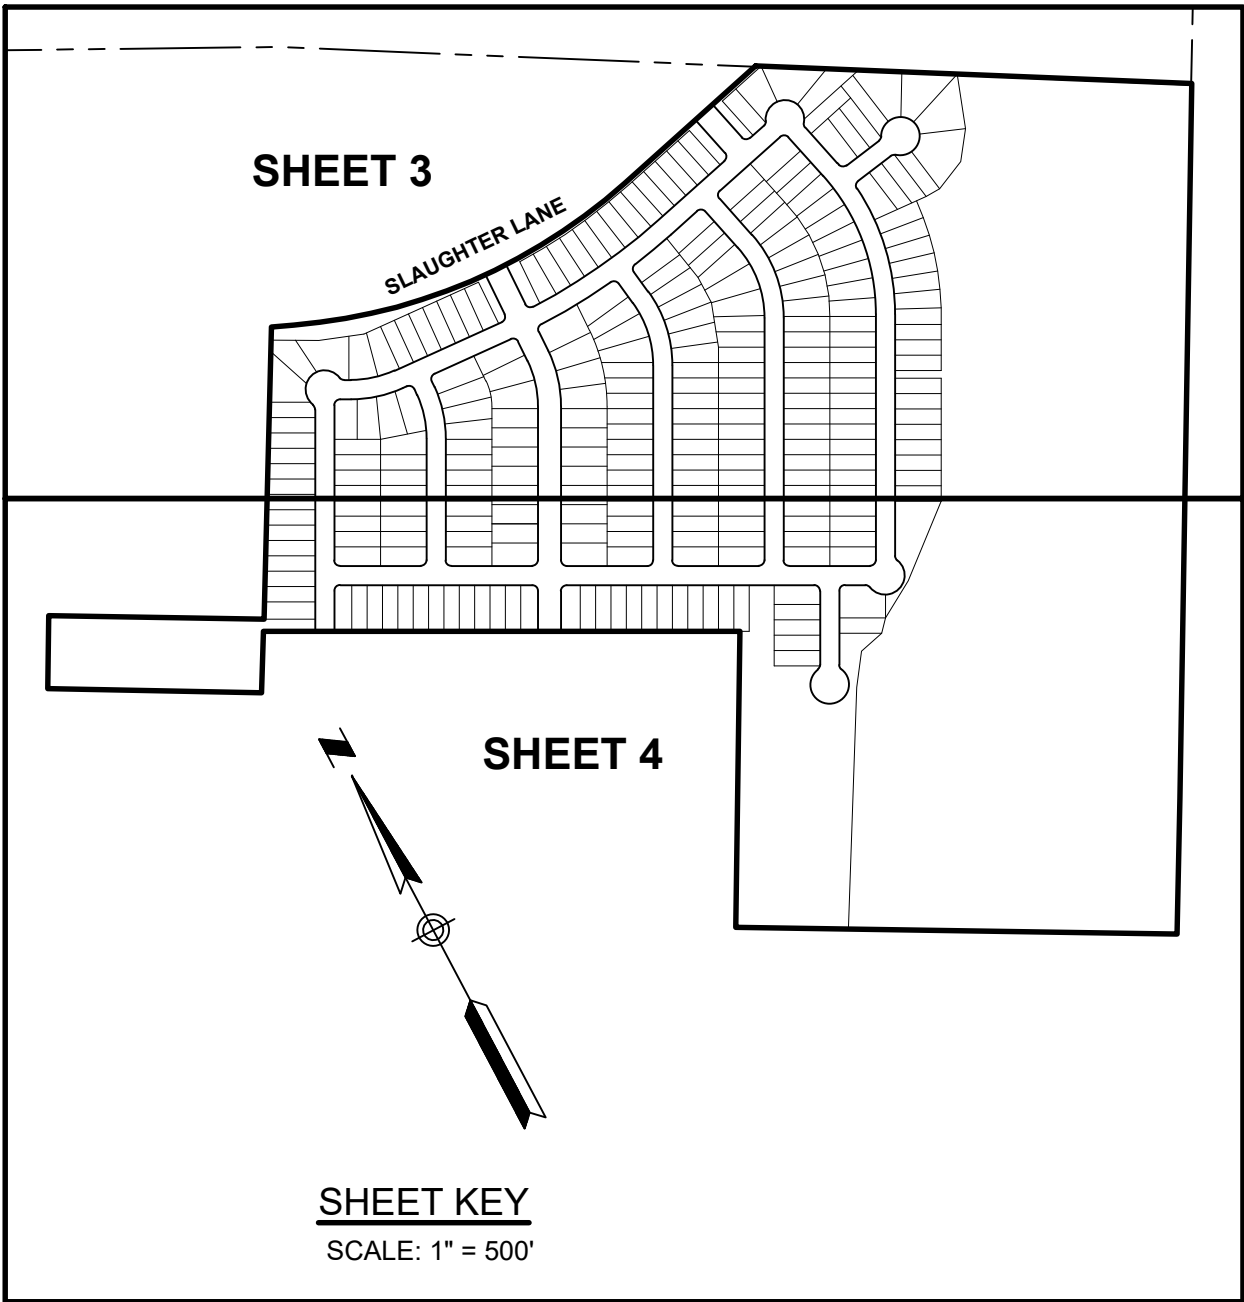 SHEET 3
SLAUGHTER LANE
SHEET 4
N
SHEET KEY
SCALE: 1" = 500'